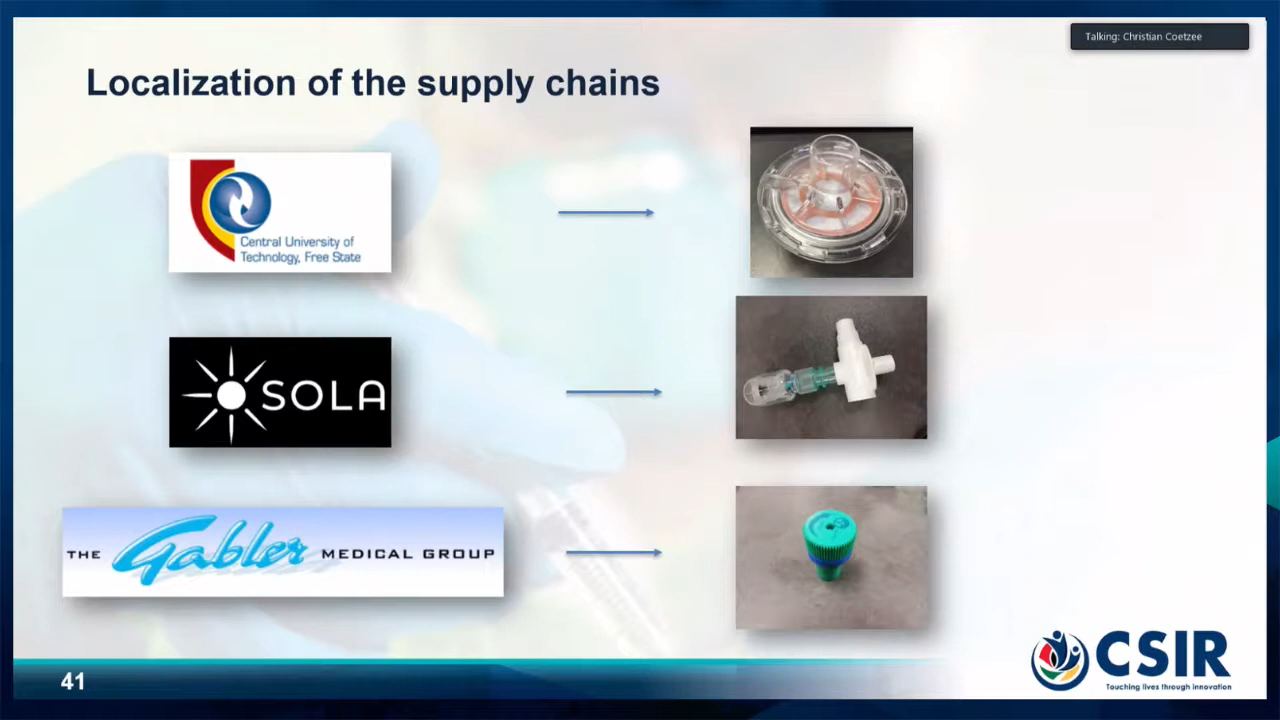 Talking: Christian Coetzee
Localization of the supply chains
Central University of
Technology, Free State
SOLA
THE Gabler MEDICAL GROUP
41
CSIR
Touching lives through innovation